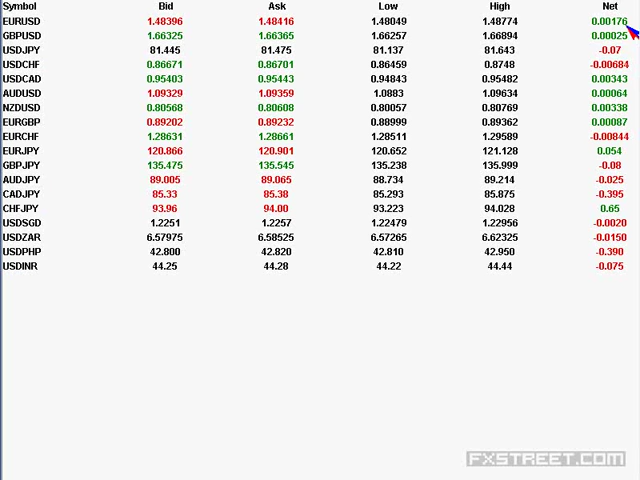 Symbol Bid Ask Low High Net
EURUSD 1.48396 1.48416 1.48049 1.48774 0.00176
GBPUSD 1.66335 1.66365 1.66257 1.66894 0.00025
USDJPY 81.445 81.475 81.137 81.643 -0.07
USDCHF 0.86671 0.86701 0.86459 0.8748 -0.00684
USDCAD 0.95403 0.95443 0.94843 0.95482 0.00343
AUDUSD 1.09329 1.09359 1.0883 1.09634 0.00064
NZDUSD 0.80568 0.80608 0.80057 0.80769 0.00338
EURGBP 0.89202 0.89232 0.88999 0.89362 0.00087
EURCHF 1.28631 1.28661 1.28511 1.29589 -0.00844
EURJPY 120.866 120.901 120.652 121.128 0.054
GBPJPY 135.475 135.545 135.238 135.999 -0.08
AUDJPY 89.005 89.065 88.734 89.214 -0.025
CADJPY 85.33 85.38 85.293 85.875 -0.395
CHFJPY 93.96 94.00 93.223 94.028 0.65
USDSGD 1.2251 1.2257 1.22479 1.22956 -0.0020
USDZAR 6.57975 6.58525 6.57265 6.62325 -0.0150
USDPHP 42.800 42.820 42.810 42.950 -0.390
USDINR 44.25 44.28 44.22 44.44 -0.075
FXSTREET.COM